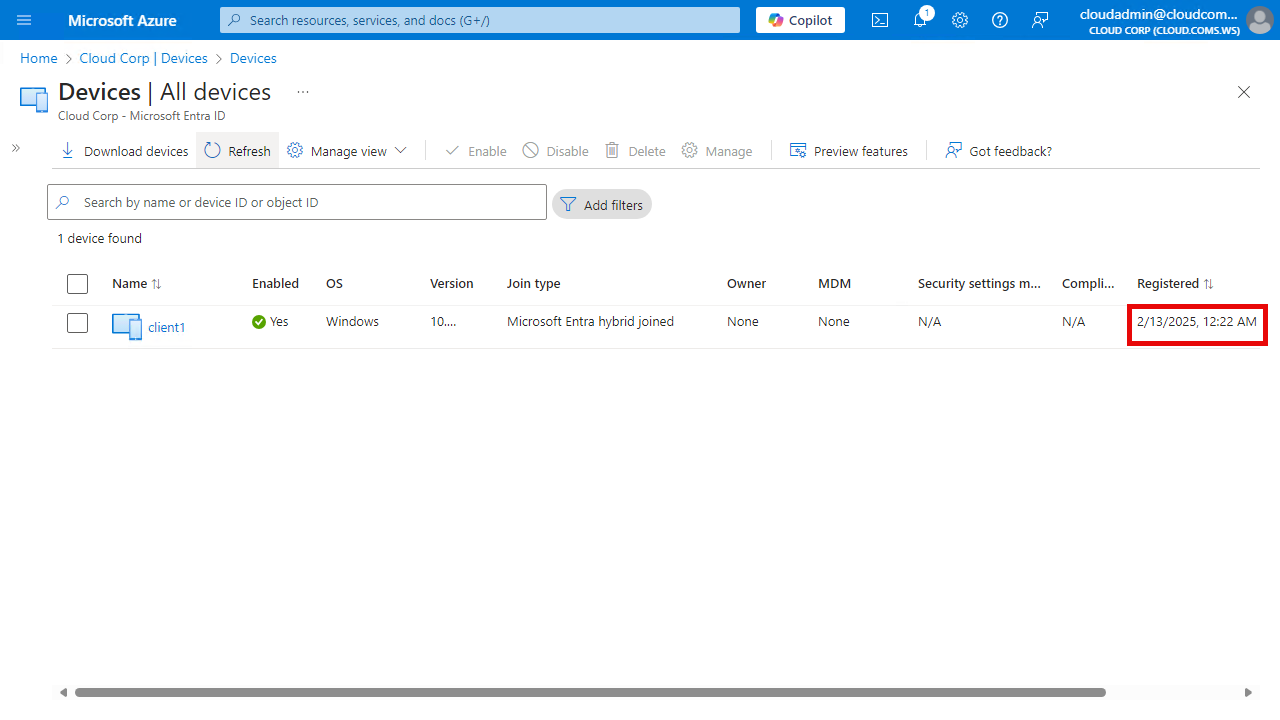 Microsoft Azure
Search resources, services, and docs (G+/)
Copilot
1
cloudadmin@cloudcom...
CLOUD CORP (CLOUD.COMS.WS)
Home > Cloud Corp | Devices > Devices
Devices | All devices ...
Cloud Corp - Microsoft Entra ID
Download devices Refresh Manage view Enable Disable Delete Manage Preview features Got feedback?
Search by name or device ID or object ID
Add filters
1 device found
Name Enabled OS Version Join type Owner MDM Security settings m... Compli... Registered
client1 Yes Windows 10.... Microsoft Entra hybrid joined None None N/A N/A 2/13/2025, 12:22 AM